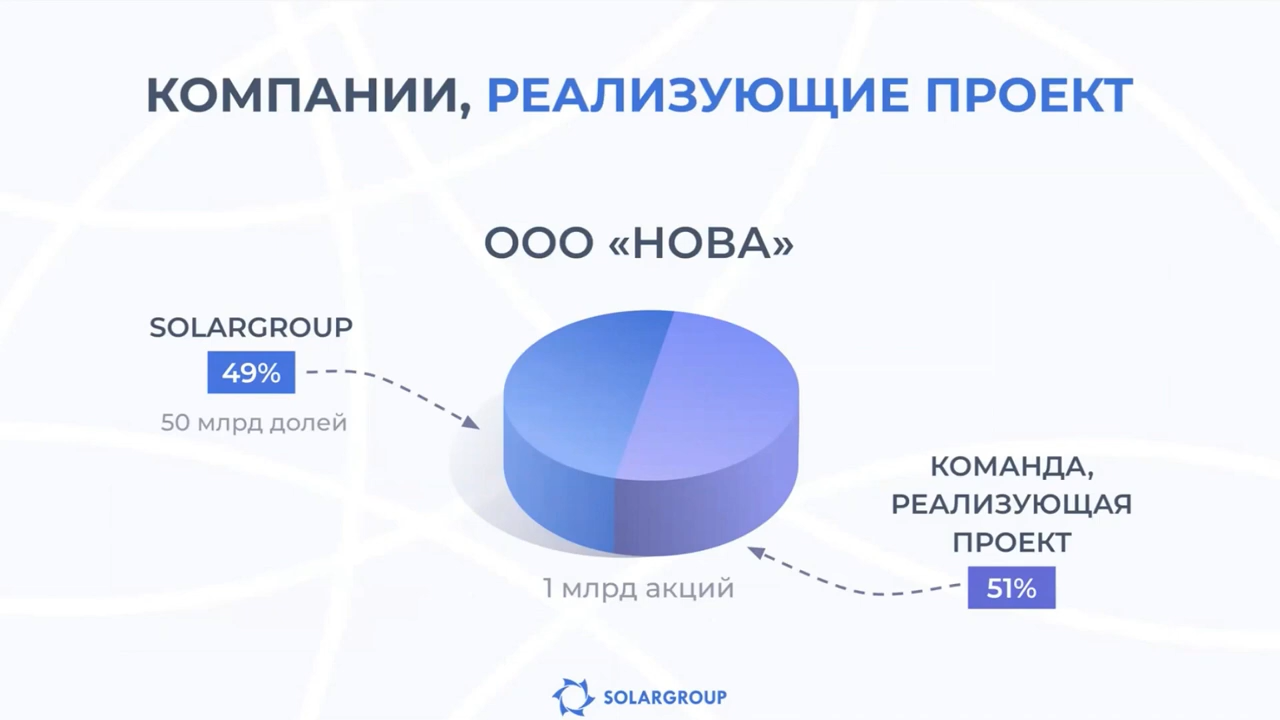 КОМПАНИИ, РЕАЛИЗУЮЩИЕ ПРОЕКТ
ООО «НОВА»
SOLARGROUP
49%
50 млрд долей
КОМАНДА,
РЕАЛИЗУЮЩАЯ
ПРОЕКТ
51%
1 млрд акций
SOLARGROUP